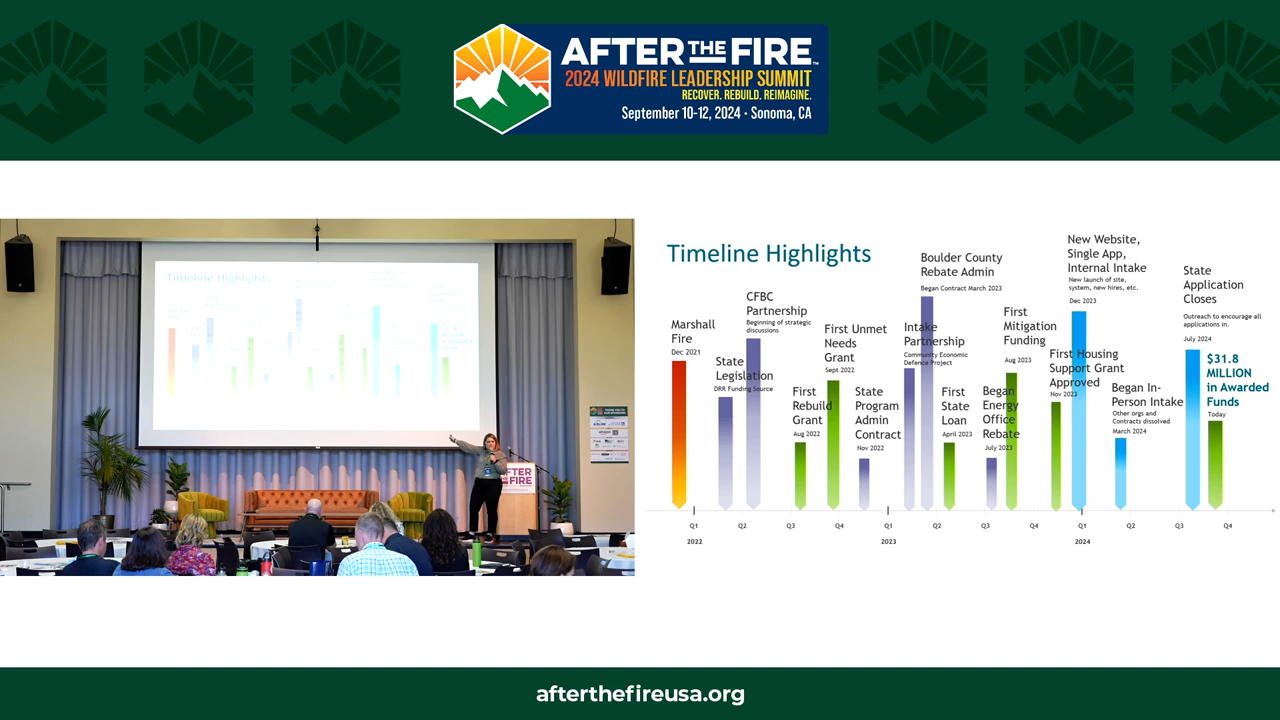 AFTER THE FIRE™
2024 WILDFIRE LEADERSHIP SUMMIT
RECOVER. REBUILD. REIMAGINE.
September 10-12, 2024 · Sonoma, CA
Timeline Highlights
Timeline Highlights
Marshall
Fire
Dec 2021
State
Legislation
DRR Funding Source
CFBC
Partnership
Beginning of strategic
discussions
First
Rebuild
Grant
Aug 2022
First Unmet
Needs
Grant
Sept 2022
State
Program
Admin
Contract
Nov 2022
Intake
Partnership
Community Economic
Defence Project
Boulder County
Rebate Admin
Began Contract March 2023
First
State
Loan
April 2023
Began
Energy
Office
Rebate
July 2023
First
Mitigation
Funding
Aug 2023
First Housing
Support Grant
Approved
Nov 2023
New Website,
Single App,
Internal Intake
New launch of site,
system, new hires, etc.
Dec 2023
Began In-
Person Intake
Other orgs and
Contracts dissolved
March 2024
State
Application
Closes
Outreach to encourage all
applications in.
July 2024
$31.8
MILLION
in Awarded
Funds
Today
Q1 Q2 Q3 Q4 Q1 Q2 Q3 Q4 Q1 Q2 Q3 Q4
2022 2023 2024
AFTER
FIRE
afterthefireusa.org